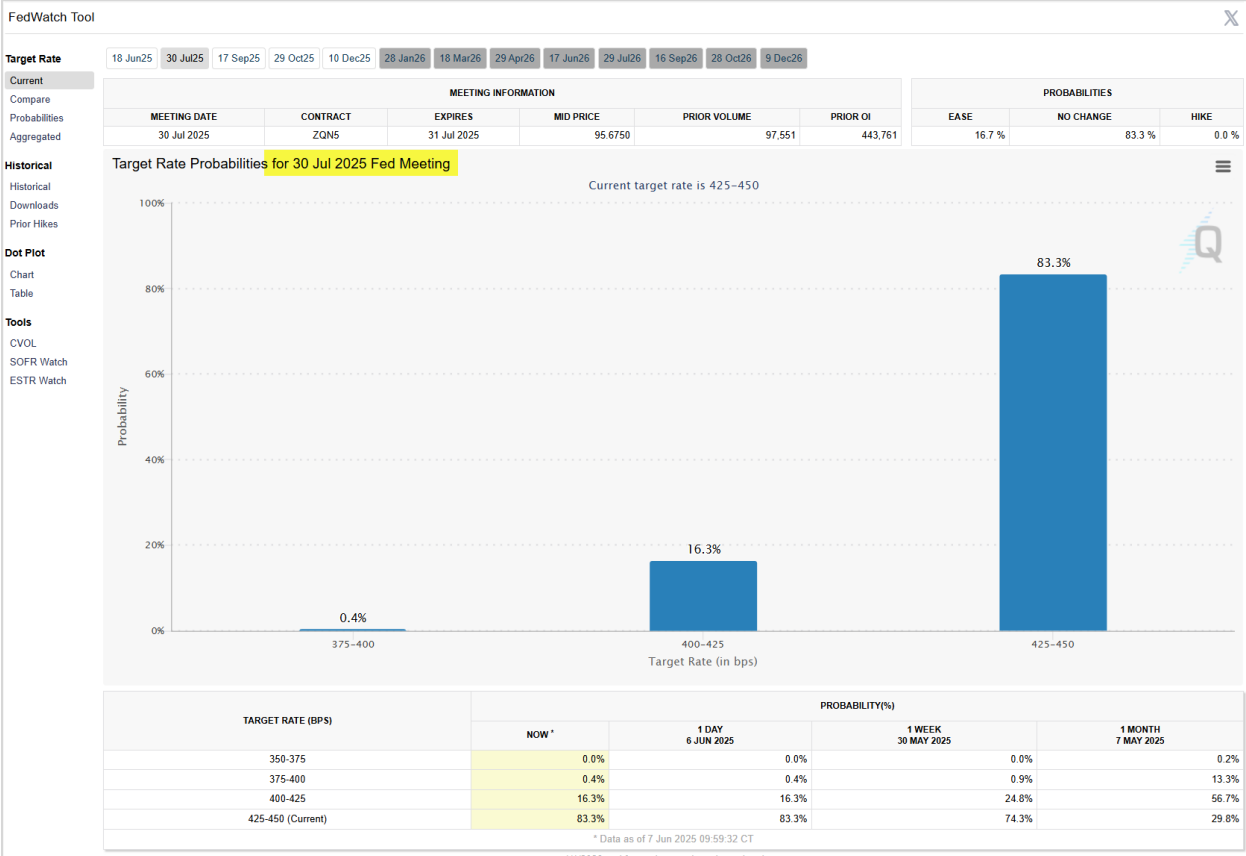 FedWatch Tool
Target Rate
Current
Compare
Probabilities
Aggregated
Historical
Historical
Downloads
Prior Hikes
Dot Plot
Chart
Table
Tools
CVOL
SOFR Watch
ESTR Watch
18 Jun25 30 Jul25 17 Sep25 29 Oct25 10 Dec25 28 Jan26 18 Mar26 29 Apr26 17 Jun26 29 Jul26 16 Sep26 28 Oct26 9 Dec26
MEETING INFORMATION
MEETING DATE CONTRACT EXPIRES MID PRICE PRIOR VOLUME PRIOR OI
30 Jul 2025 ZQN5 31 Jul 2025 95.6750 97,551 443,761
PROBABILITIES
EASE NO CHANGE HIKE
16.7 % 83.3 % 0.0 %
Target Rate Probabilities for 30 Jul 2025 Fed Meeting
Current target rate is 425-450
Q
Probability
100%
80%
60%
40%
20%
0%
0.4%
16.3%
83.3%
375-400 400-425 425-450
Target Rate (in bps)
TARGET RATE (BPS) PROBABILITY(%)
NOW * 1 DAY 1 WEEK 1 MONTH
6 JUN 2025 30 MAY 2025 7 MAY 2025
350-375 0.0% 0.0% 0.0% 0.2%
375-400 0.4% 0.4% 0.9% 13.3%
400-425 16.3% 16.3% 24.8% 56.7%
425-450 (Current) 83.3% 83.3% 74.3% 29.8%
* Data as of 7 Jun 2025 09:59:32 CT